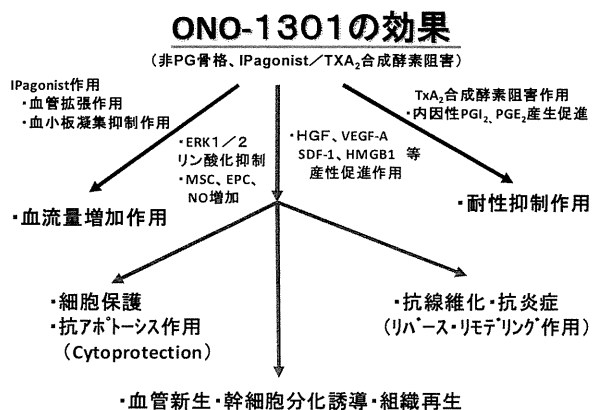 ONO-1301の効果
(非PG骨格、IPagonist/TXA₂合成酵素阻害)
IPagonist作用
・血管拡張作用
・血小板凝集抑制作用
・ERK1/2
リン酸化抑制
・MSC、EPC、
NO増加
・HGF、VEGF-A
SDF-1、HMGB1 等
産性促進作用
TxA₂合成酵素阻害作用
・内因性PGI₂、PGE₂産生促進
・血流量増加作用
・耐性抑制作用
・細胞保護
・抗アポトーシス作用
(Cytoprotection)
・抗線維化・抗炎症
(リバース・リモデリング作用)
・血管新生・幹細胞分化誘導・組織再生